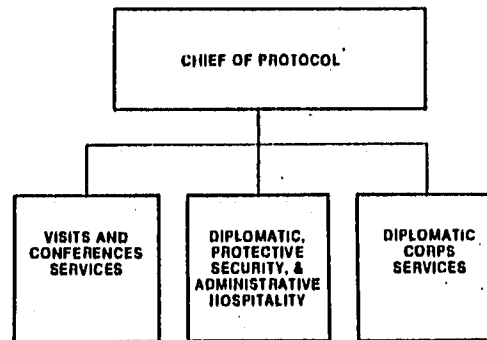 CHIEF OF PROTOCOL
VISITS AND
CONFERENCES
SERVICES
DIPLOMATIC,
PROTECTIVE
SECURITY, &
ADMINISTRATIVE
HOSPITALITY
DIPLOMATIC
CORPS
SERVICES